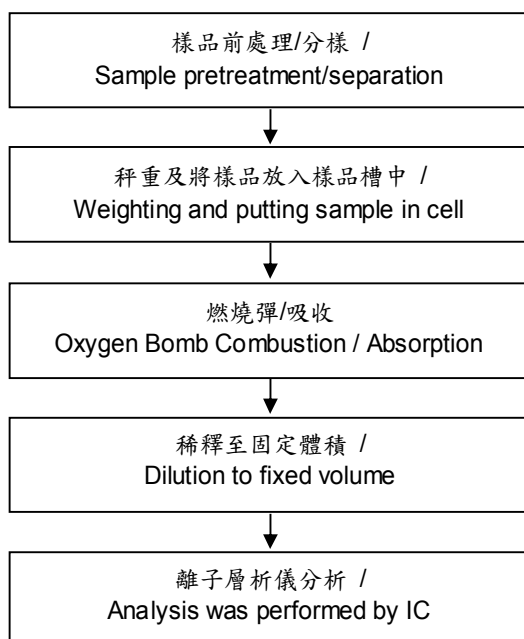 樣品前處理/分樣 /
Sample pretreatment/separation
秤重及將樣品放入樣品槽中 /
Weighting and putting sample in cell
燃燒彈/吸收
Oxygen Bomb Combustion / Absorption
稀釋至固定體積 /
Dilution to fixed volume
離子層析儀分析 /
Analysis was performed by IC